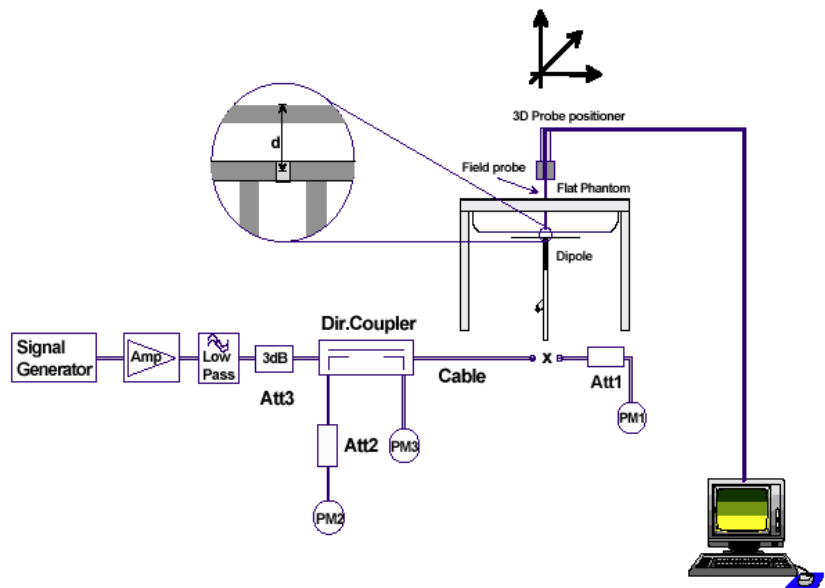 3D Probe positioner
d
Field probe
Flat Phantom
Dipole
Dir.Coupler
Signal
Generator
Amp
Low
Pass
3dB
Att3
Cable
x
Att1
PM1
Att2
PM3
PM2